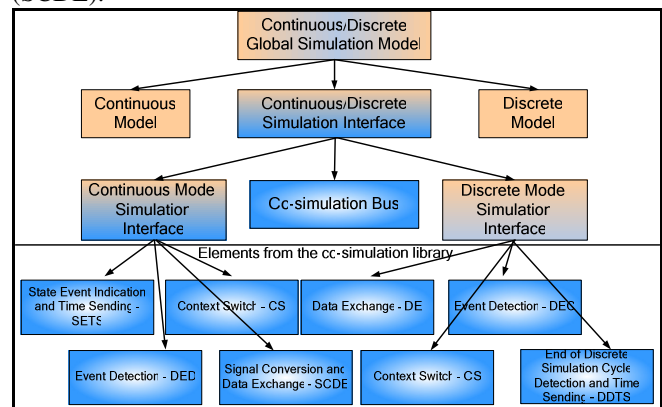 (SCDE).
Continuous/Discrete
Global Simulation Model
Continuous
Model
Continuous/Discrete
Simulation Interface
Discrete
Model
Continuous Mode
Simulation
Interface
Co-simulation Bus
Discrete Mode
Simulation
Interface
Elements from the co-simulation library
State Event Indication
and Time Sending -
SETS
Context Switch - CS
Data Exchange - DE
Event Detection - DEC
Event Detection - DED
Signal Conversion and
Data Exchange - SCDE
Context Switch - CS
End of Discrete
Simulation Cycle
Detection and Time
Sending - DDTS